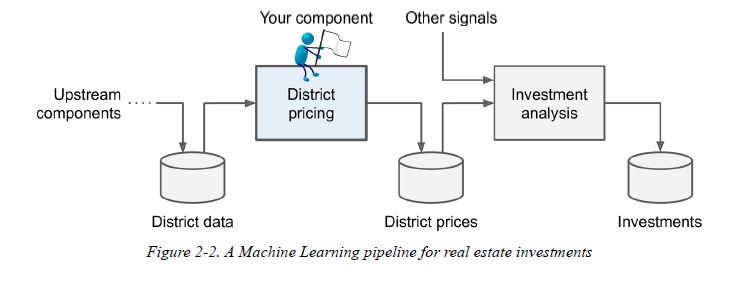 Your component
Other signals
Upstream
components
District
pricing
Investment
analysis
District data
District prices
Investments
Figure 2-2. A Machine Learning pipeline for real estate investments